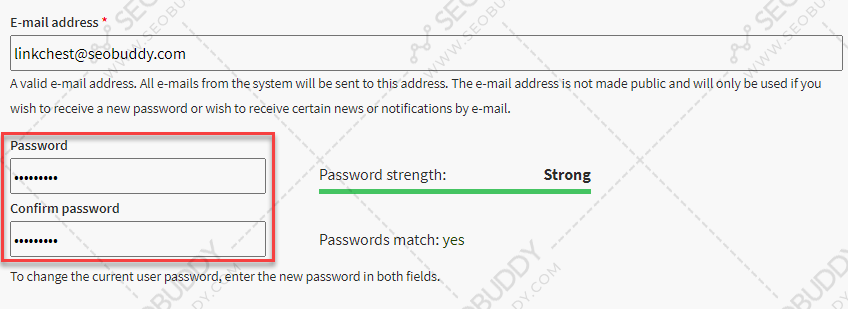 E-mail address *
linkchest@seobuddy.com
A valid e-mail address. All e-mails from the system will be sent to this address. The e-mail address is not made public and will only be used if you
wish to receive a new password or wish to receive certain news or notifications by e-mail.
Password
•••••••••
Password strength: Strong
Confirm password
•••••••••
Passwords match: yes
To change the current user password, enter the new password in both fields.
SEOBUDDY
WWW.SEOBUDDY.COM